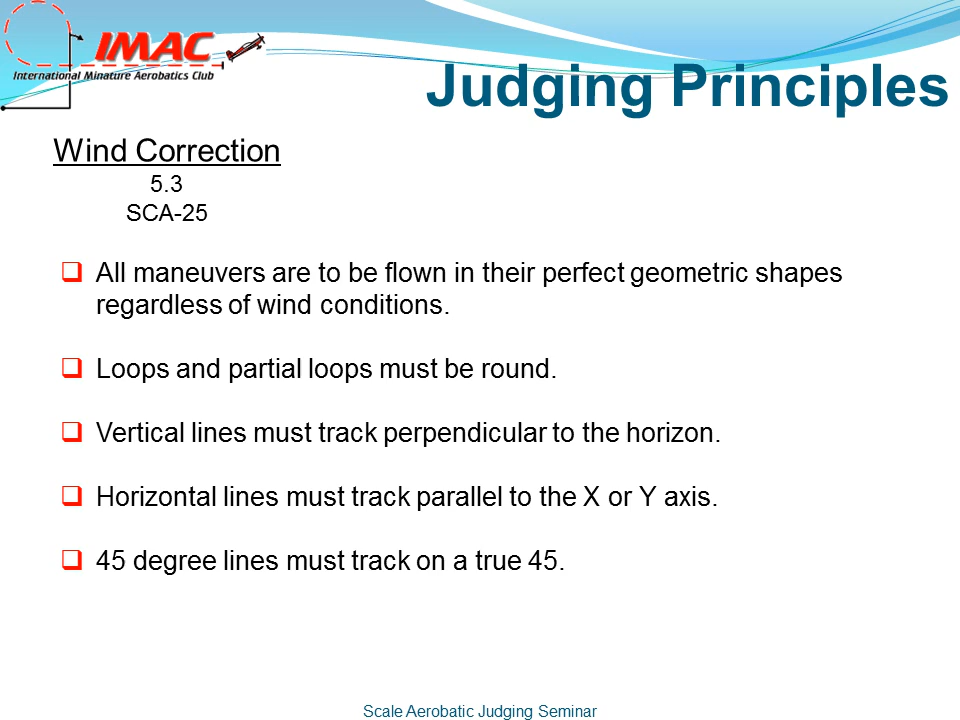 IMAC
International Minature Aerobatics Club
Judging Principles
Wind Correction
5.3
SCA-25
All maneuvers are to be flown in their perfect geometric shapes
regardless of wind conditions.
Loops and partial loops must be round.
Vertical lines must track perpendicular to the horizon.
Horizontal lines must track parallel to the X or Y axis.
45 degree lines must track on a true 45.
Scale Aerobatic Judging Seminar